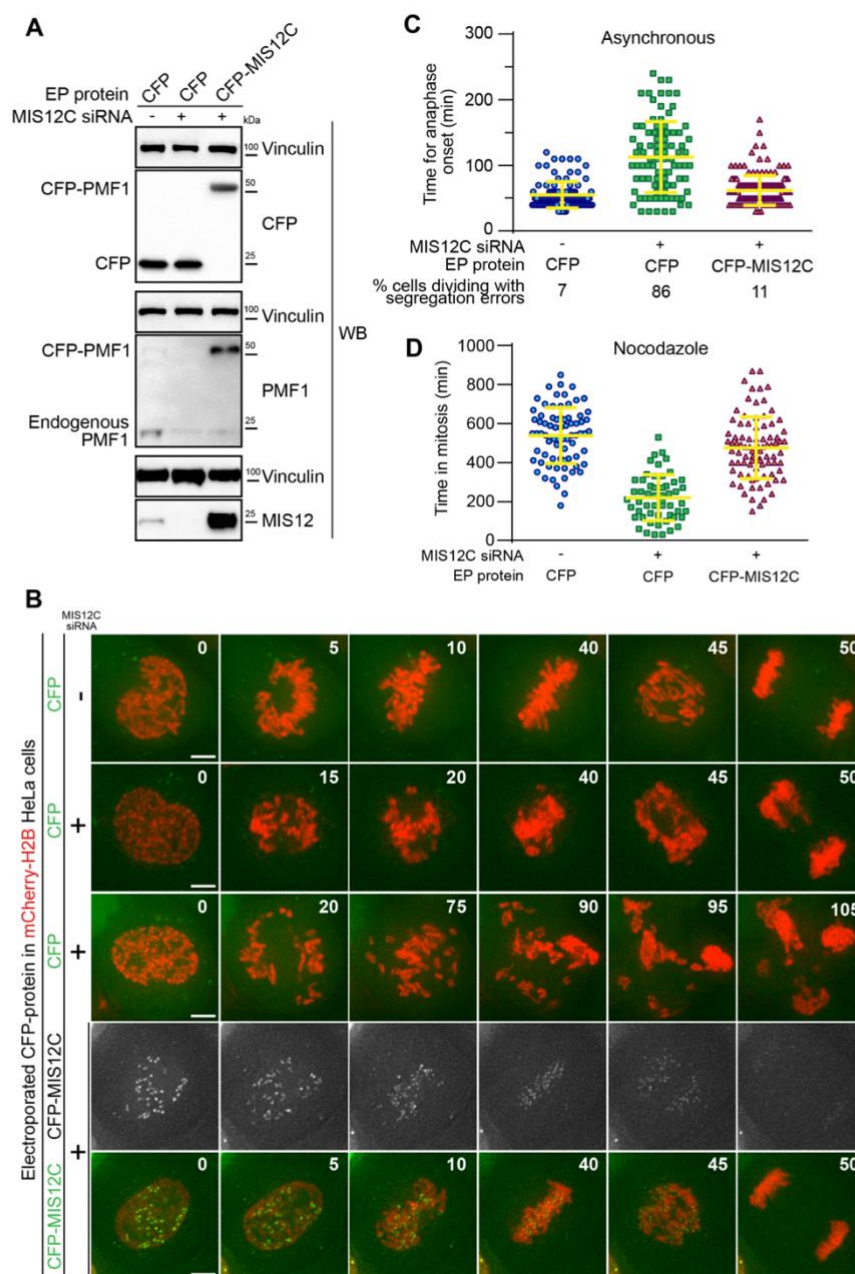 A
EP protein CFP CFP CFP-MIS12C
MIS12C siRNA - + + kDa
100 Vinculin
CFP-PMF1 50
CFP
CFP 25
100 Vinculin
CFP-PMF1 50
PMF1
Endogenous PMF1 25
100 Vinculin
25 MIS12
WB
C
Asynchronous
Time for anaphase
onset (min)
300
200
100
0
MIS12C siRNA - + +
EP protein CFP CFP CFP-MIS12C
% cells dividing with
segregation errors 7 86 11
D
Nocodazole
Time in mitosis (min)
1000
800
600
400
200
0
MIS12C siRNA - + +
EP protein CFP CFP CFP-MIS12C
B
MIS12C
siRNA
Electroporated CFP-protein in mCherry-H2B HeLa cells
CFP - 0 5 10 40 45 50
CFP + 0 15 20 40 45 50
CFP + 0 20 75 90 95 105
CFP-MIS12C
+
CFP-MIS12C 0 5 10 40 45 50